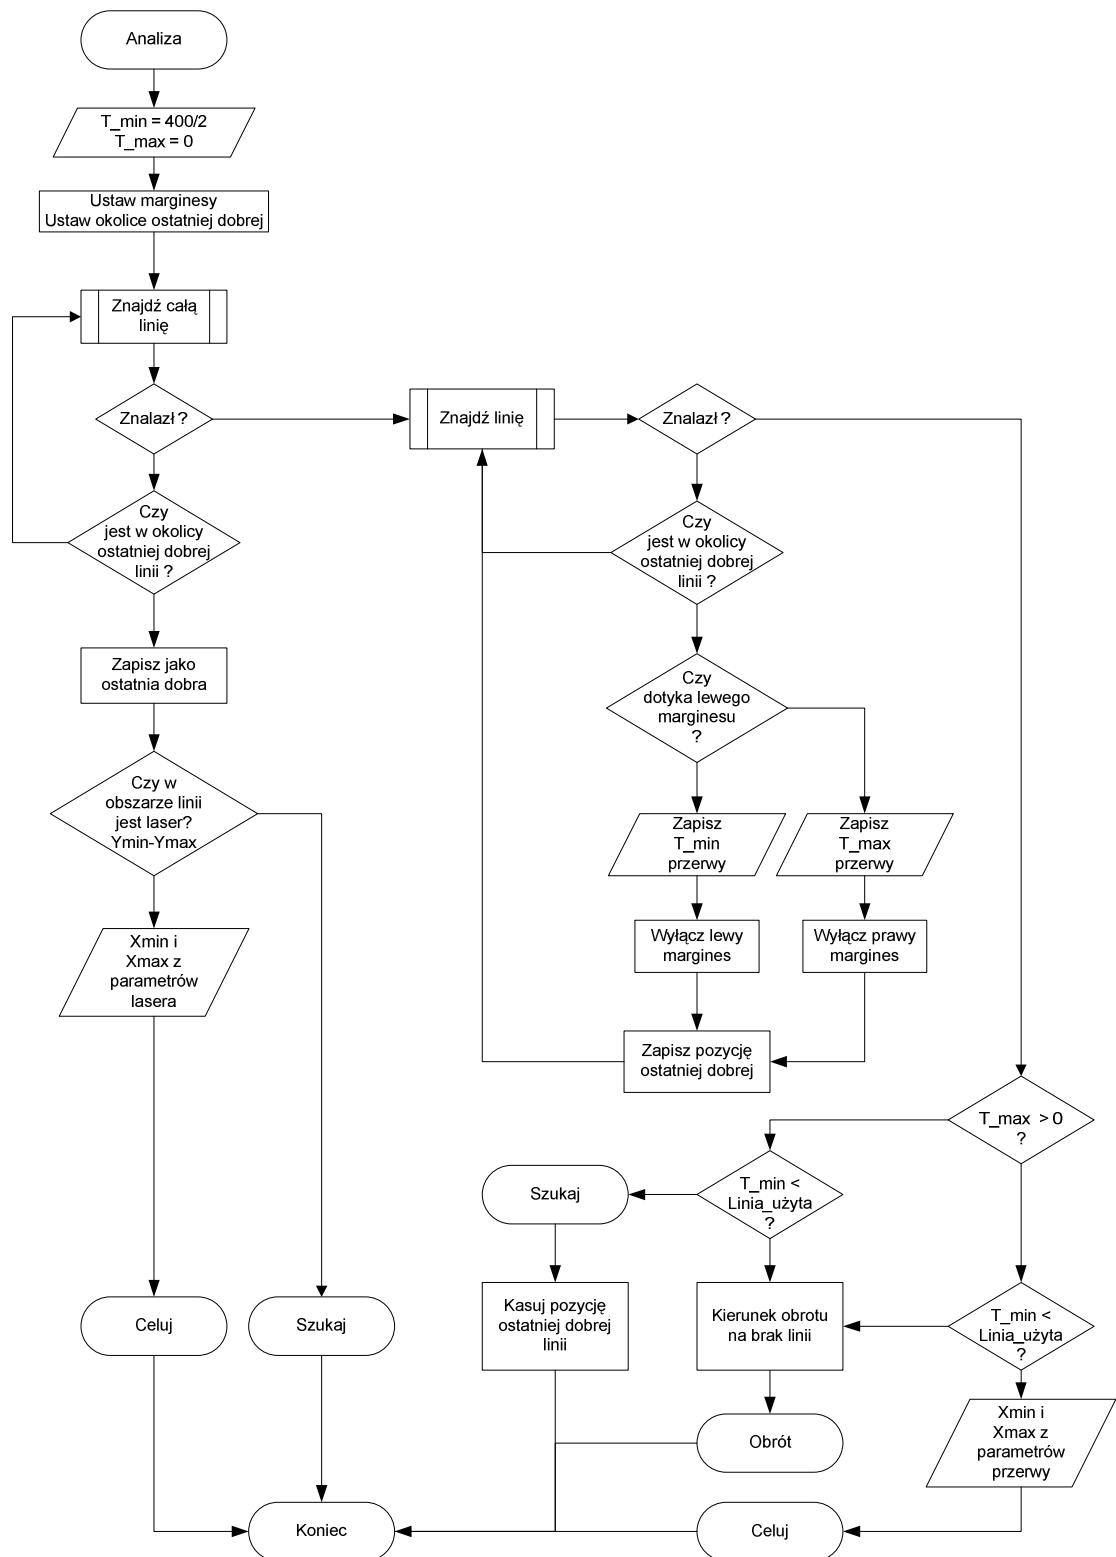 Analiza
T_min = 400/2
T_max = 0
Ustaw marginesy
Ustaw okolice ostatniej dobrej
Znajdź całą
linię
Znalazł ?
Czy
jest w okolicy
ostatniej dobrej
linii ?
Zapisz jako
ostatnia dobra
Czy w
obszarze linii
jest laser?
Ymin-Ymax
Xmin i
Xmax z
parametrów
lasera
Celuj
Szukaj
Koniec
Znajdź linię
Znalazł ?
Czy
jest w okolicy
ostatniej dobrej
linii ?
Czy
dotyka lewego
marginesu
?
Zapisz
T_min
przerwy
Zapisz
T_max
przerwy
Wyłącz lewy
margines
Wyłącz prawy
margines
Zapisz pozycję
ostatniej dobrej
T_max > 0
?
T_min <
Linia_użyta
?
Szukaj
Kasuj pozycję
ostatniej dobrej
linii
Kierunek obrotu
na brak linii
T_min <
Linia_użyta
?
Obrót
Xmin i
Xmax z
parametrów
przerwy
Celuj